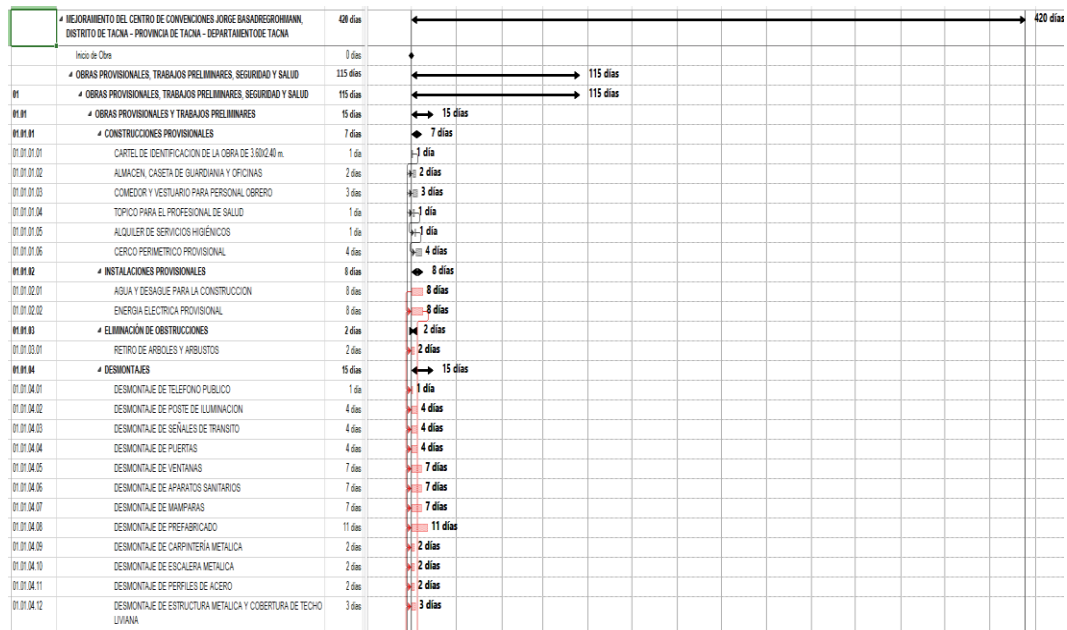 MEJORAMIENTO DEL CENTRO DE CONVENCIONES JORGE BASADREGROHMANN, 420 días 420 días
DISTRITO DE TACNA – PROVINCIA DE TACNA – DEPARTAMENTODE TACNA
Inicio de Obra 0 días
OBRAS PROVISIONALES, TRABAJOS PRELIMINARES, SEGURIDAD Y SALUD 115 días 115 días
01 OBRAS PROVISIONALES, TRABAJOS PRELIMINARES, SEGURIDAD Y SALUD 115 días 115 días
01.01 OBRAS PROVISIONALES Y TRABAJOS PRELIMINARES 15 días 15 días
01.01.01 CONSTRUCCIONES PROVISIONALES 7 días 7 días
01.01.01.01 CARTEL DE IDENTIFICACION DE LA OBRA DE 3.60X2.40 m. 1 día 1 día
01.01.01.02 ALMACEN, CASETA DE GUARDIANIA Y OFICINAS 2 días 2 días
01.01.01.03 COMEDOR Y VESTUARIO PARA PERSONAL OBRERO 3 días 3 días
01.01.01.04 TOPICO PARA EL PROFESIONAL DE SALUD 1 día 1 día
01.01.01.05 ALQUILER DE SERVICIOS HIGIÉNICOS 1 día 1 día
01.01.01.06 CERCO PERIMETRICO PROVISIONAL 4 días 4 días
01.01.02 INSTALACIONES PROVISIONALES 8 días 8 días
01.01.02.01 AGUA Y DESAGUE PARA LA CONSTRUCCION 8 días 8 días
01.01.02.02 ENERGIA ELECTRICA PROVISIONAL 8 días 8 días
01.01.03 ELIMINACIÓN DE OBSTRUCCIONES 2 días 2 días
01.01.03.01 RETIRO DE ARBOLES Y ARBUSTOS 2 días 2 días
01.01.04 DESMONTAJES 15 días 15 días
01.01.04.01 DESMONTAJE DE TELEFONO PUBLICO 1 día 1 día
01.01.04.02 DESMONTAJE DE POSTE DE ILUMINACION 4 días 4 días
01.01.04.03 DESMONTAJE DE SEÑALES DE TRANSITO 4 días 4 días
01.01.04.04 DESMONTAJE DE PUERTAS 4 días 4 días
01.01.04.05 DESMONTAJE DE VENTANAS 7 días 7 días
01.01.04.06 DESMONTAJE DE APARATOS SANITARIOS 7 días 7 días
01.01.04.07 DESMONTAJE DE MAMPARAS 7 días 7 días
01.01.04.08 DESMONTAJE DE PREFABRICADO 11 días 11 días
01.01.04.09 DESMONTAJE DE CARPINTERÍA METALICA 2 días 2 días
01.01.04.10 DESMONTAJE DE ESCALERA METALICA 2 días 2 días
01.01.04.11 DESMONTAJE DE PERFILES DE ACERO 2 días 2 días
01.01.04.12 DESMONTAJE DE ESTRUCTURA METALICA Y COBERTURA DE TECHO 3 días 3 días
LIVIANA